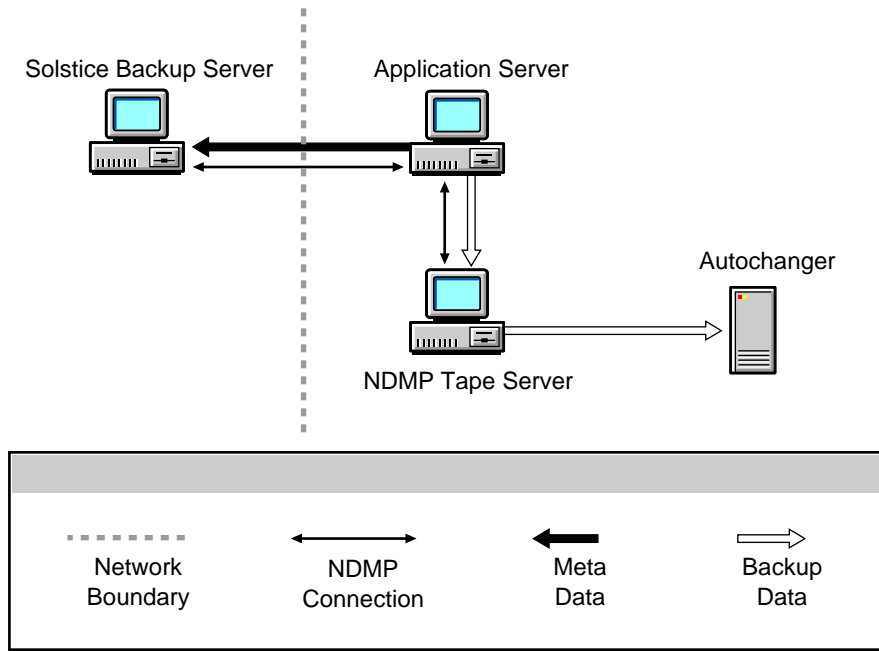 Solstice Backup Server
Application Server
Autochanger
NDMP Tape Server
Network
Boundary
NDMP
Connection
Meta
Data
Backup
Data